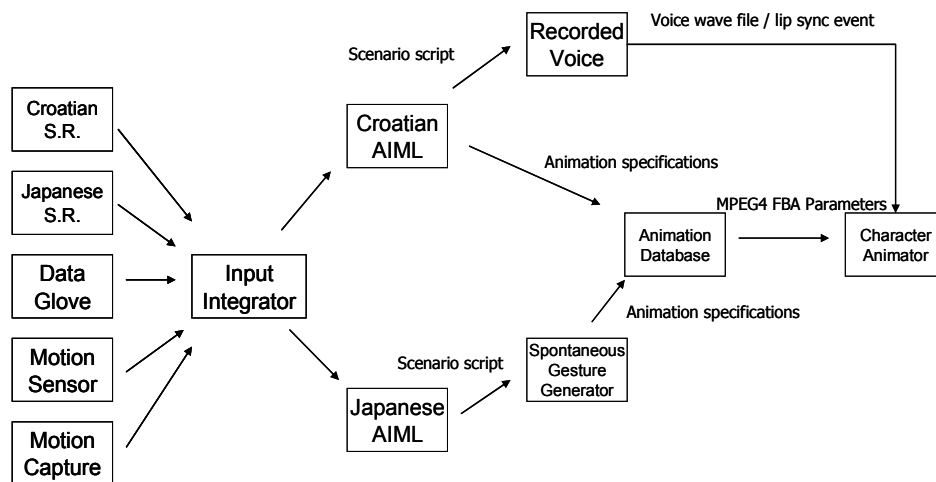 Voice wave file / lip sync event
Recorded
Voice
Scenario script
Croatian
S.R.
Croatian
AIML
Animation specifications
Japanese
S.R.
MPEG4 FBA Parameters
Data
Glove
Input
Integrator
Animation
Database
Character
Animator
Animation specifications
Motion
Sensor
Scenario script
Spontaneous
Gesture
Generator
Japanese
AIML
Motion
Capture